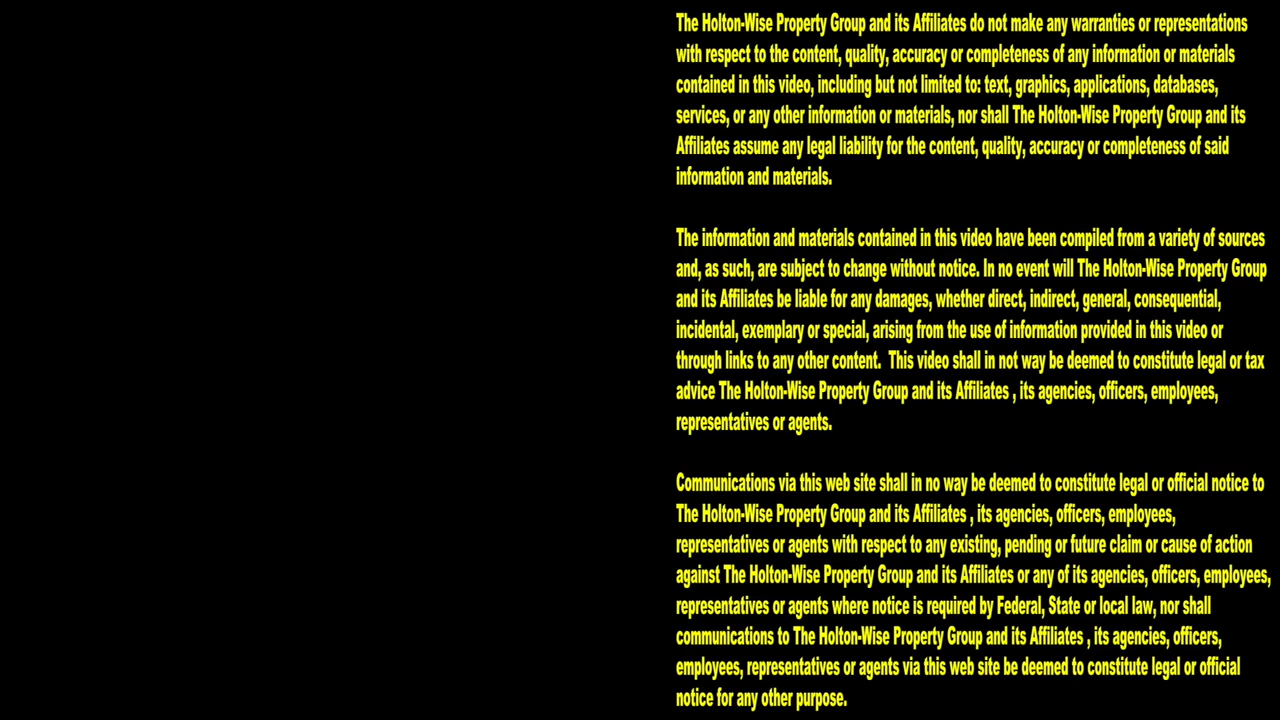 The Holton-Wise Property Group and its Affiliates do not make any warranties or representations
with respect to the content, quality, accuracy or completeness of any information or materials
contained in this video, including but not limited to: text, graphics, applications, databases,
services, or any other information or materials, nor shall The Holton-Wise Property Group and its
Affiliates assume any legal liability for the content, quality, accuracy or completeness of said
information and materials.
The information and materials contained in this video have been compiled from a variety of sources
and, as such, are subject to change without notice. In no event will The Holton-Wise Property Group
and its Affiliates be liable for any damages, whether direct, indirect, general, consequential,
incidental, exemplary or special, arising from the use of information provided in this video or
through links to any other content.  This video shall in not way be deemed to constitute legal or tax
advice The Holton-Wise Property Group and its Affiliates , its agencies, officers, employees,
representatives or agents.
Communications via this web site shall in no way be deemed to constitute legal or official notice to
The Holton-Wise Property Group and its Affiliates , its agencies, officers, employees,
representatives or agents with respect to any existing, pending or future claim or cause of action
against The Holton-Wise Property Group and its Affiliates or any of its agencies, officers, employees,
representatives or agents where notice is required by Federal, State or local law, nor shall
communications to The Holton-Wise Property Group and its Affiliates , its agencies, officers,
employees, representatives or agents via this web site be deemed to constitute legal or official
notice for any other purpose.